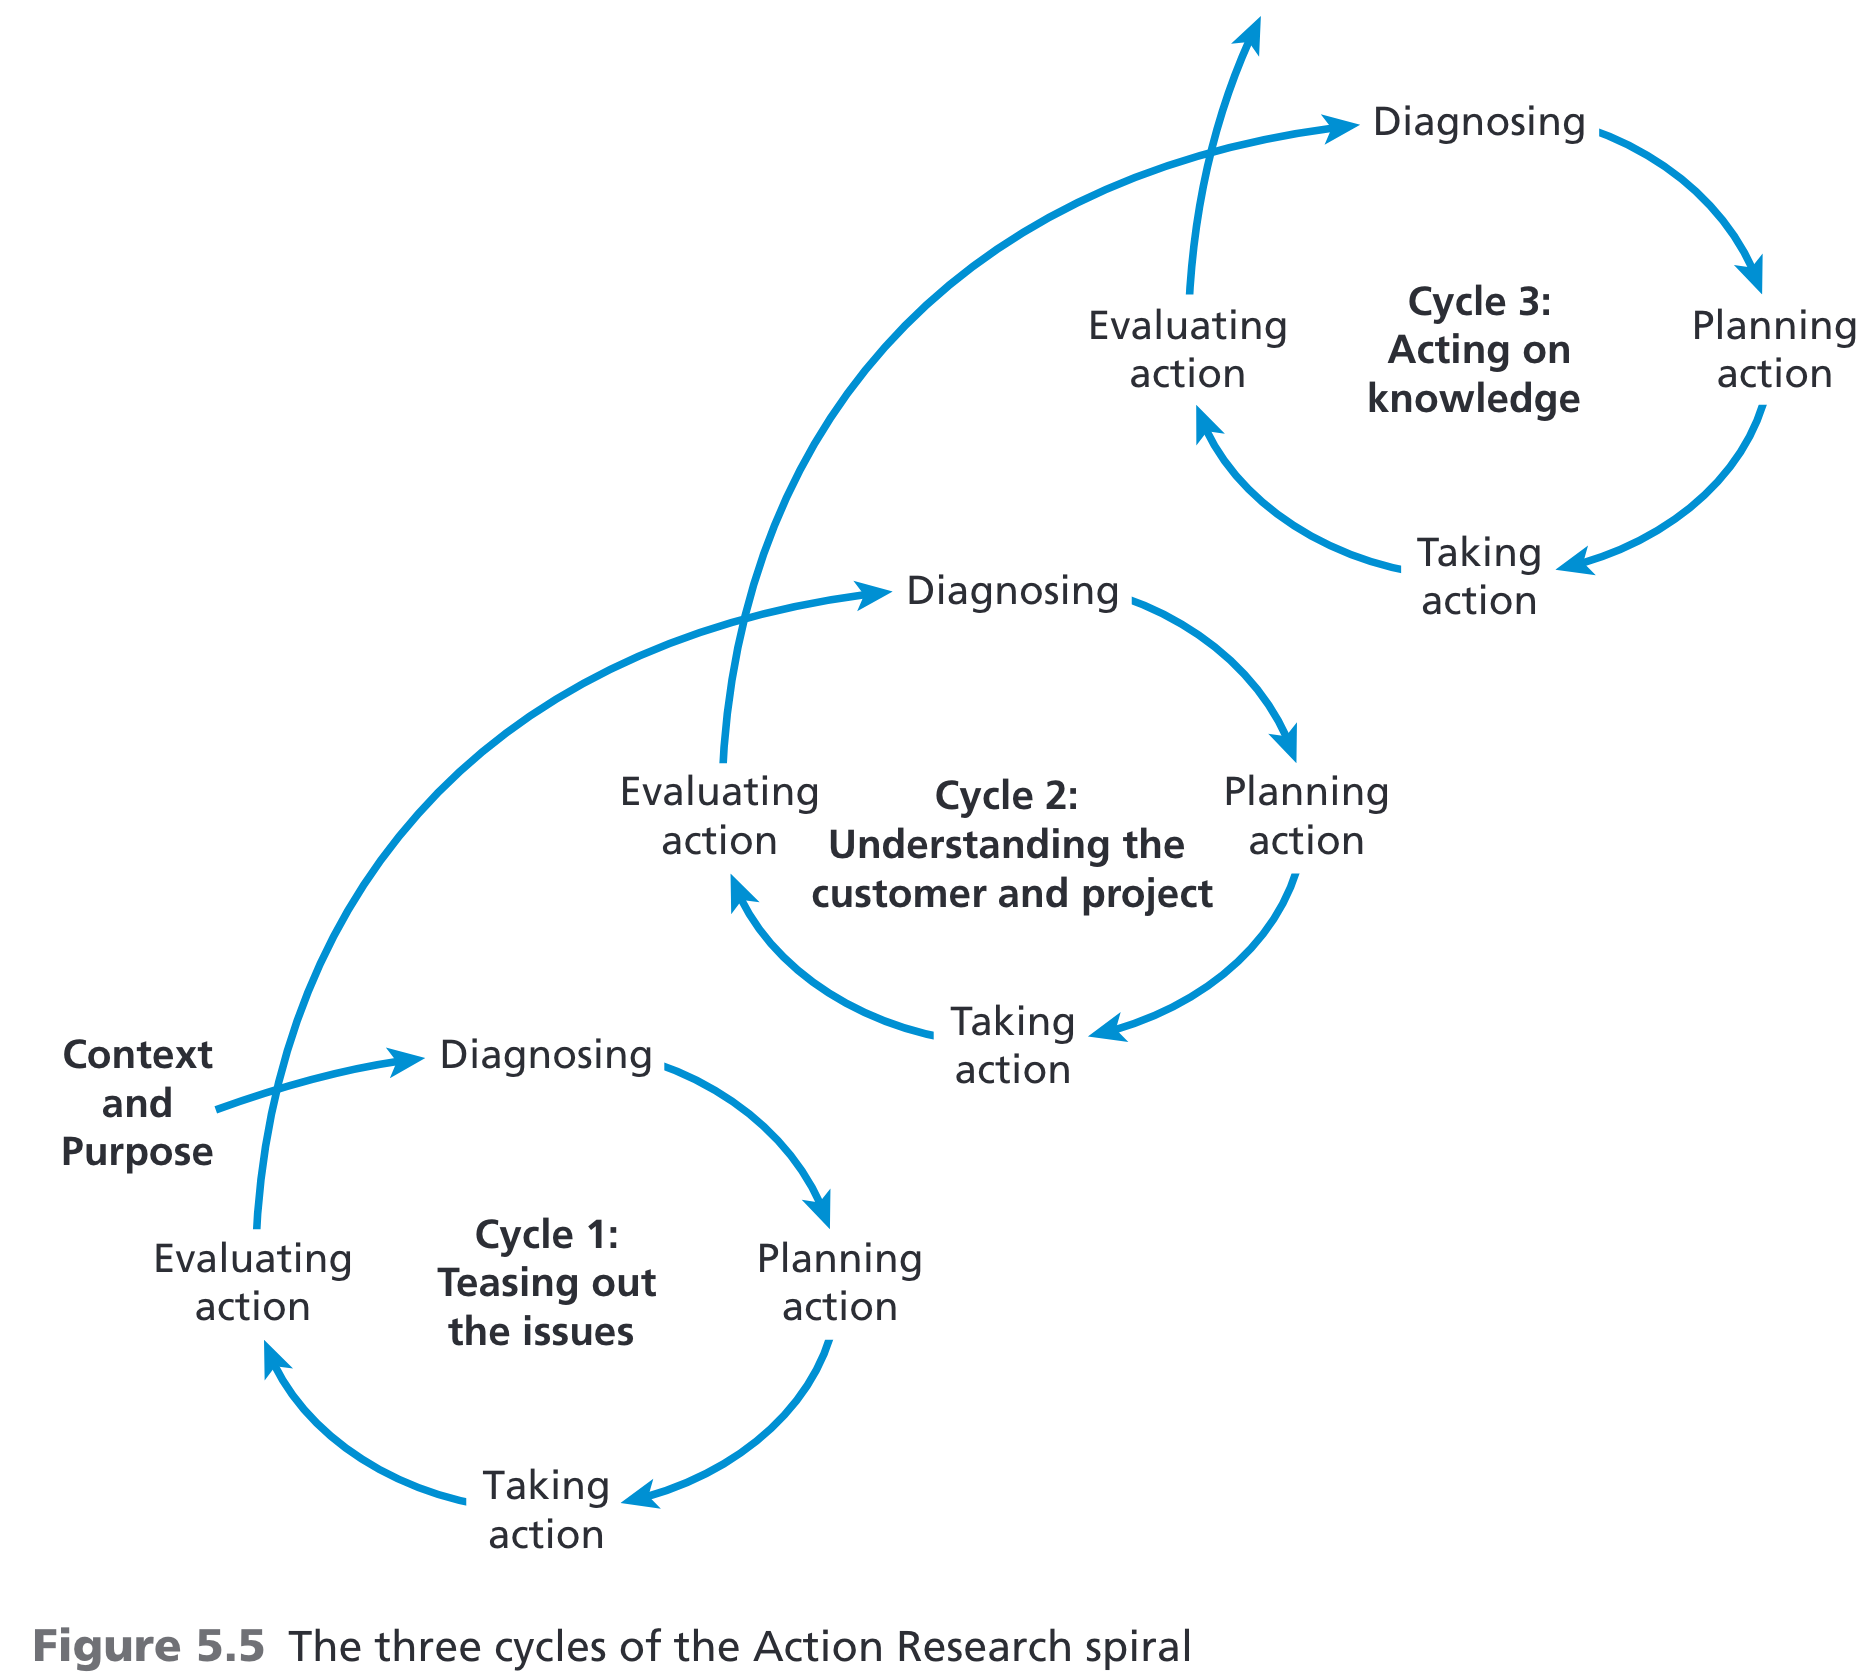 Diagnosing
Evaluating
action
Cycle 3:
Acting on
knowledge
Planning
action
Taking
action
Diagnosing
Evaluating
action
Cycle 2:
Understanding the
customer and project
Planning
action
Taking
action
Context
and
Purpose
Diagnosing
Evaluating
action
Cycle 1:
Teasing out
the issues
Planning
action
Taking
action
Figure 5.5 The three cycles of the Action Research spiral